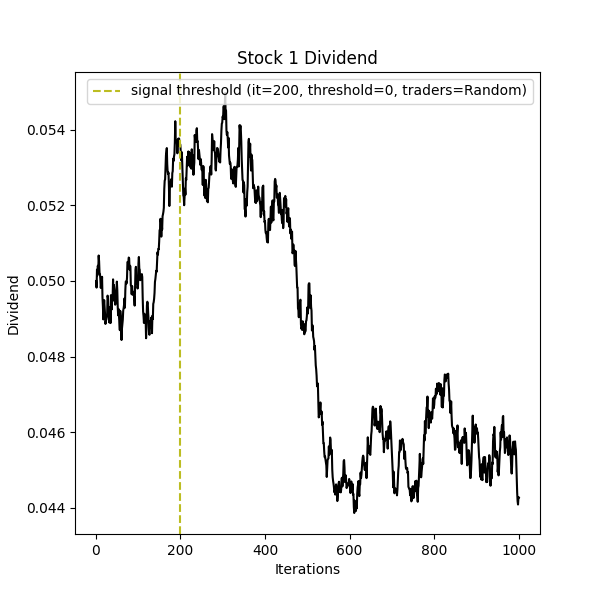 Stock 1 Dividend
signal threshold (it=200, threshold=0, traders=Random)
0.054
0.052
0.050
0.048
0.046
0.044
Dividend
0 200 400 600 800 1000
Iterations